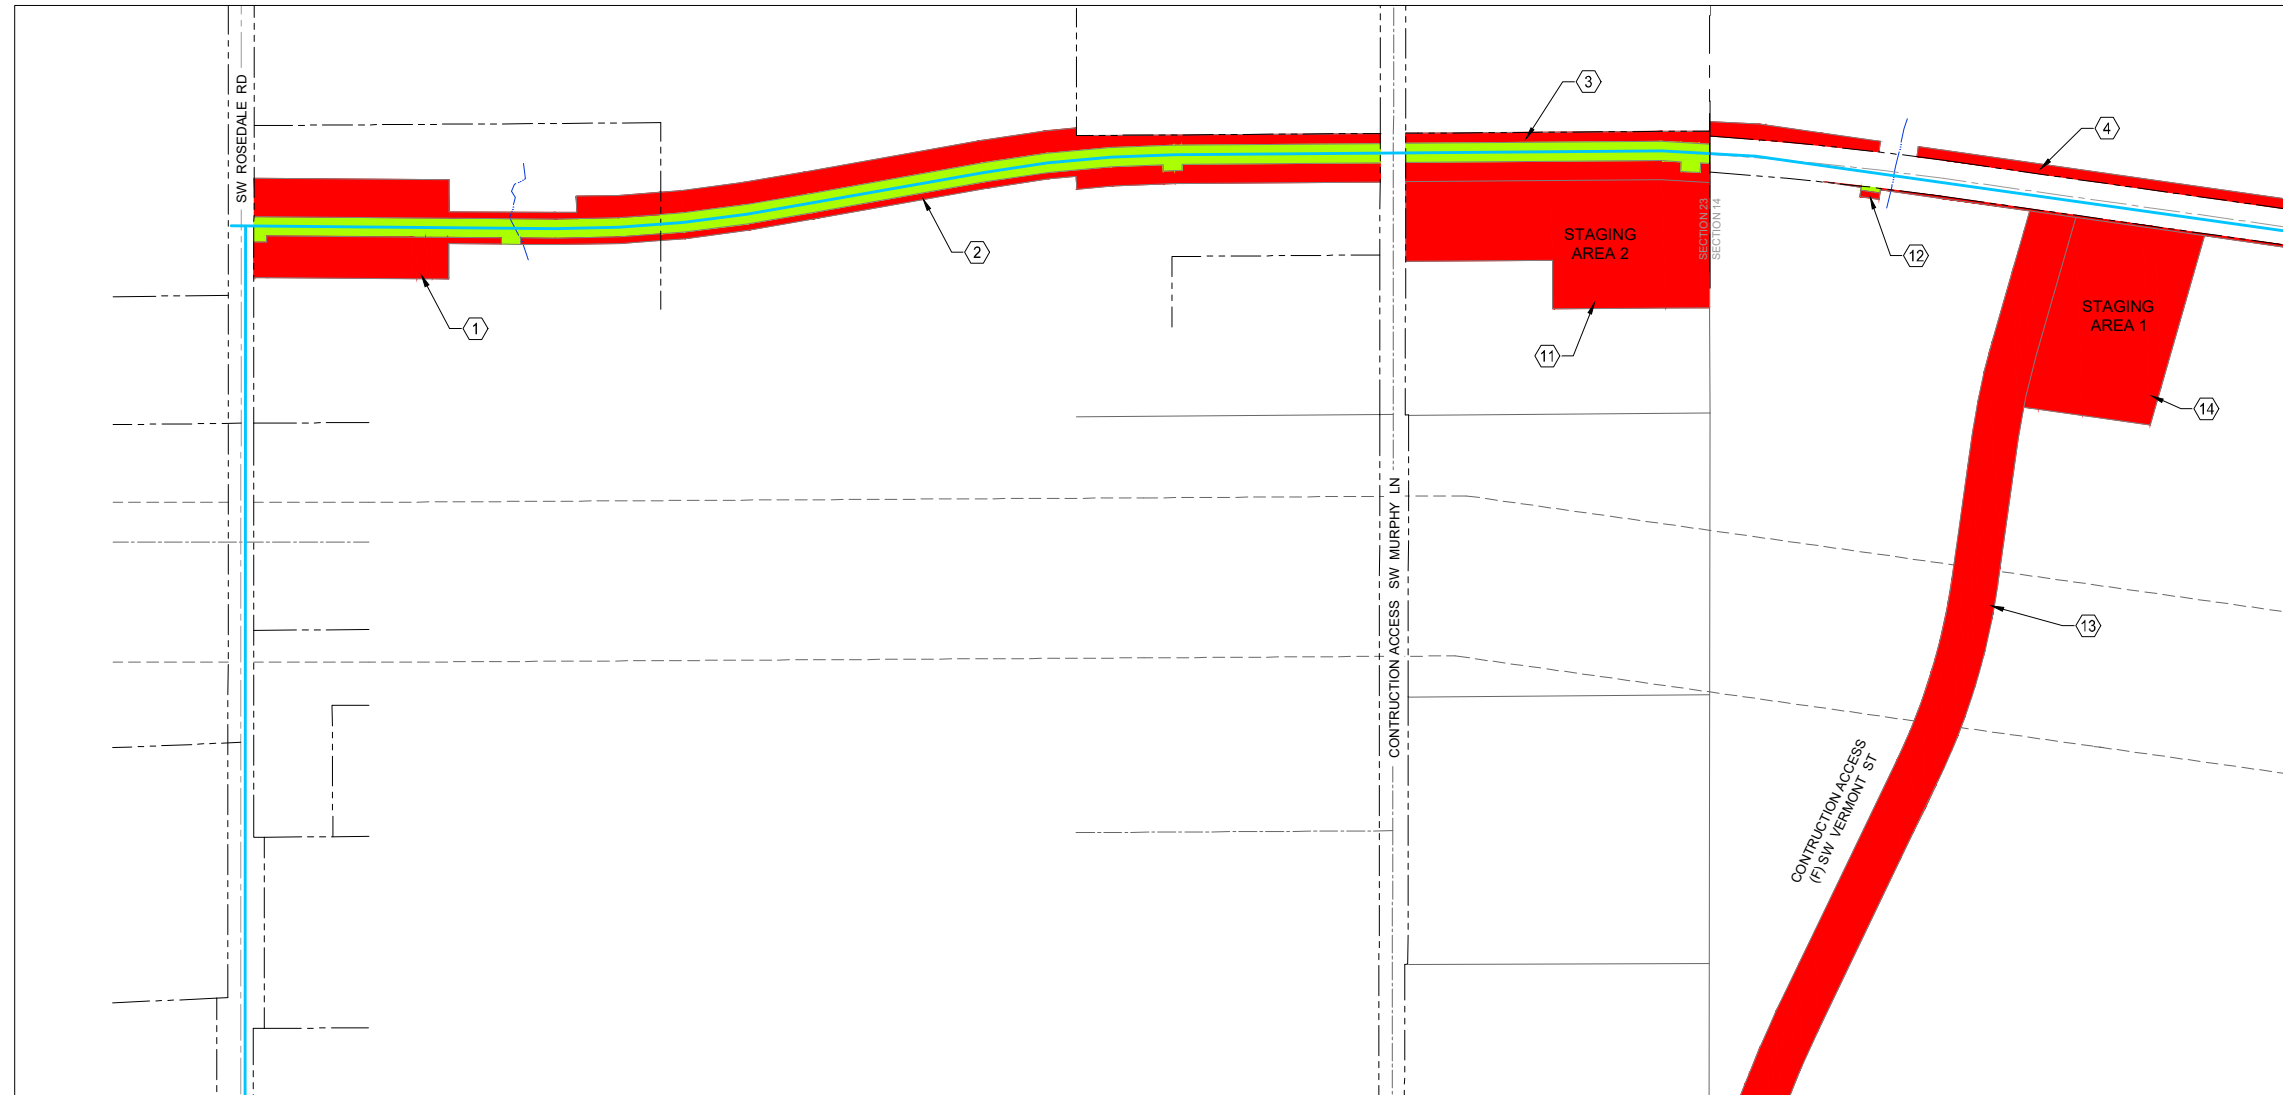 SW ROSEDALE RD
1
2
3
4
STAGING
AREA 2
SECTION 23
SECTION 14
11
12
STAGING
AREA 1
14
13
CONTRUCTION ACCESS SW MURPHY LN
CONTRUCTION ACCESS
(F) SW VERMONT ST